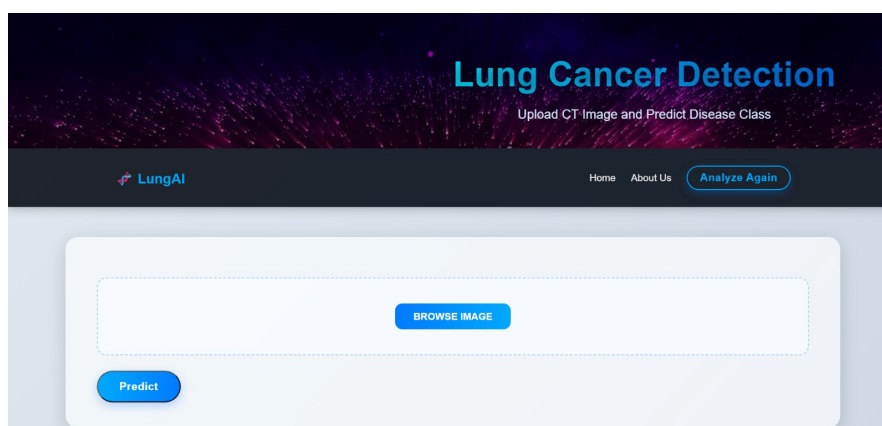 Lung Cancer Detection
Upload CT Image and Predict Disease Class
LungAI
Home About Us Analyze Again
BROWSE IMAGE
Predict